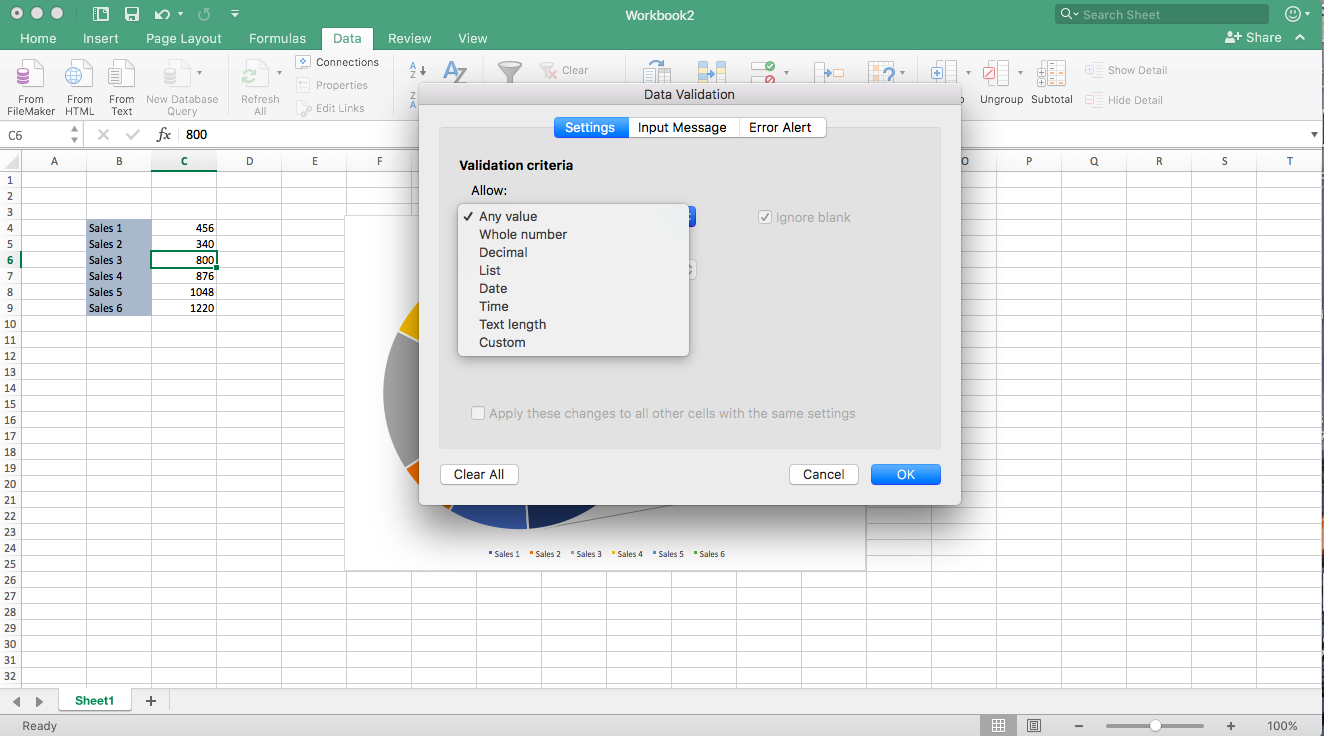 Workbook2
Search Sheet
Home Insert Page Layout Formulas Data Review View
Share
From FileMaker
From HTML
From Text
New Database Query
Refresh All
Connections
Properties
Edit Links
A
Z
Z
A
AZ
Clear
?
Ungroup
Subtotal
Show Detail
Hide Detail
C6 fx 800
A B C D E F O P Q R S T
1
2
3
4 Sales 1 456
5 Sales 2 340
6 Sales 3 800
7 Sales 4 876
8 Sales 5 1048
9 Sales 6 1220
10
11
12
13
14
15
16
17
18
19
20
21
22
23
24
25
26
27
28
29
30
31
32
Data Validation
Settings Input Message Error Alert
Validation criteria
Allow:
✓ Any value
Whole number
Decimal
List
Date
Time
Text length
Custom
Ignore blank
Apply these changes to all other cells with the same settings
Clear All Cancel OK
Sales 1 Sales 2 Sales 3 Sales 4 Sales 5 Sales 6
Sheet1 +
Ready − + 100%